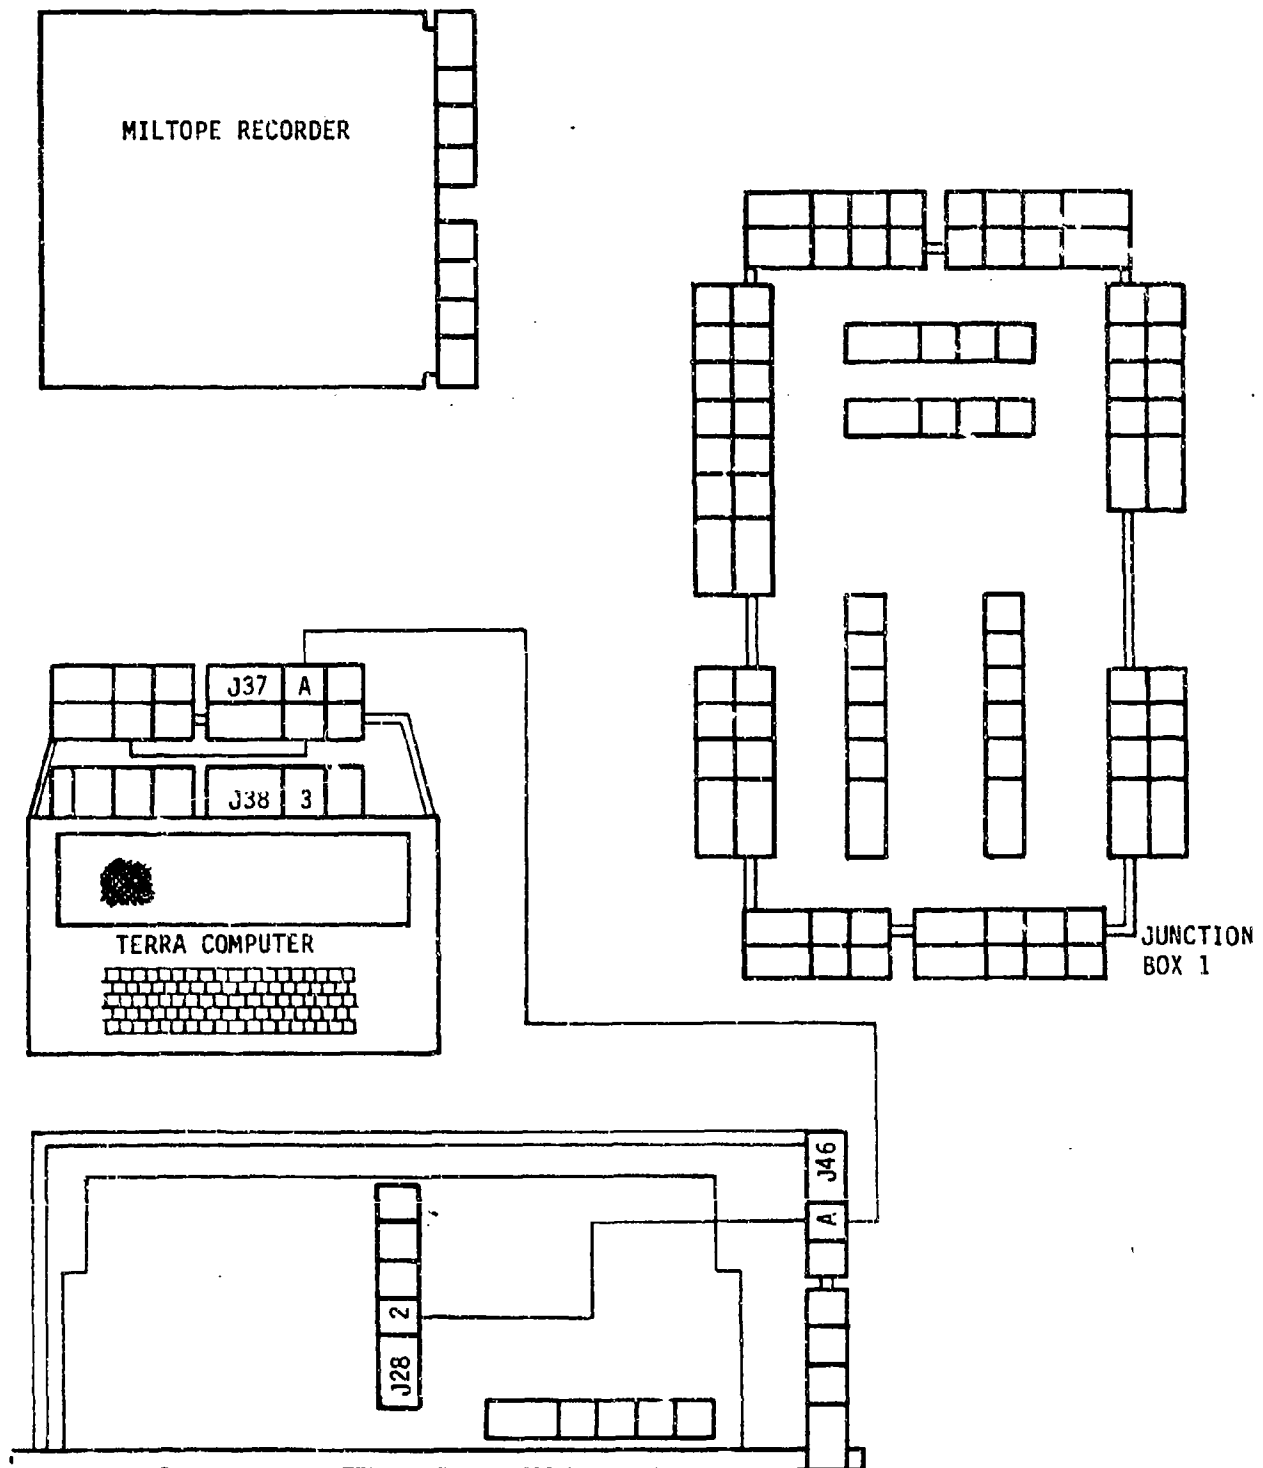 MILTOPE RECORDER
J37 A
J38 3
TERRA COMPUTER
JUNCTION
BOX 1
J46
A
2
J28